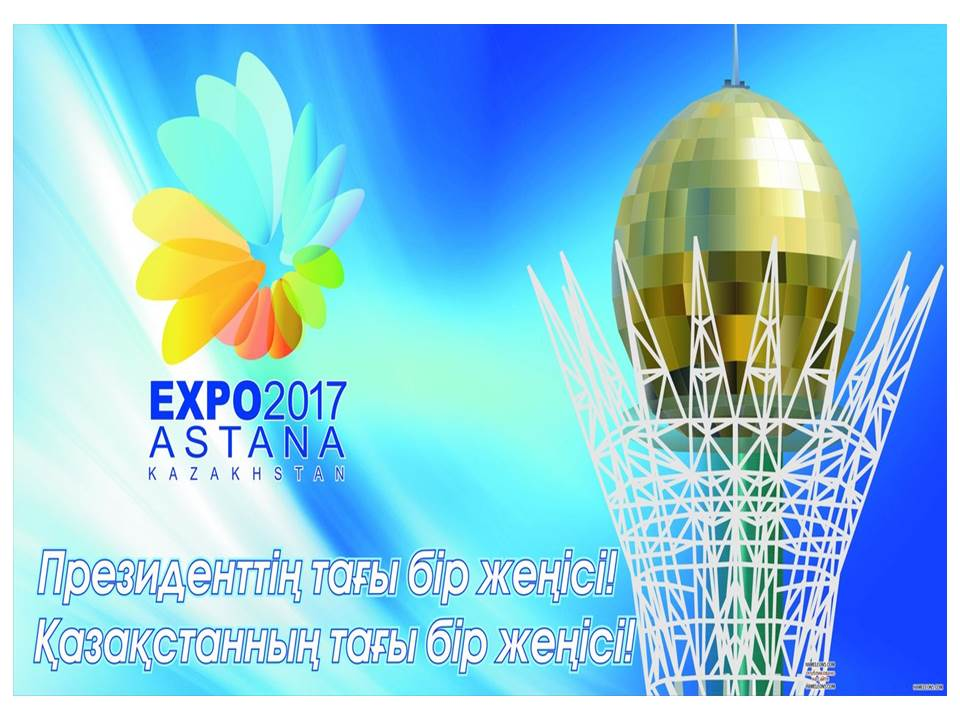 EXPO2017
ASTANA
KAZAKHSTAN
Президенттің тағы бір жеңісі!
Қазақстанның тағы бір жеңісі!